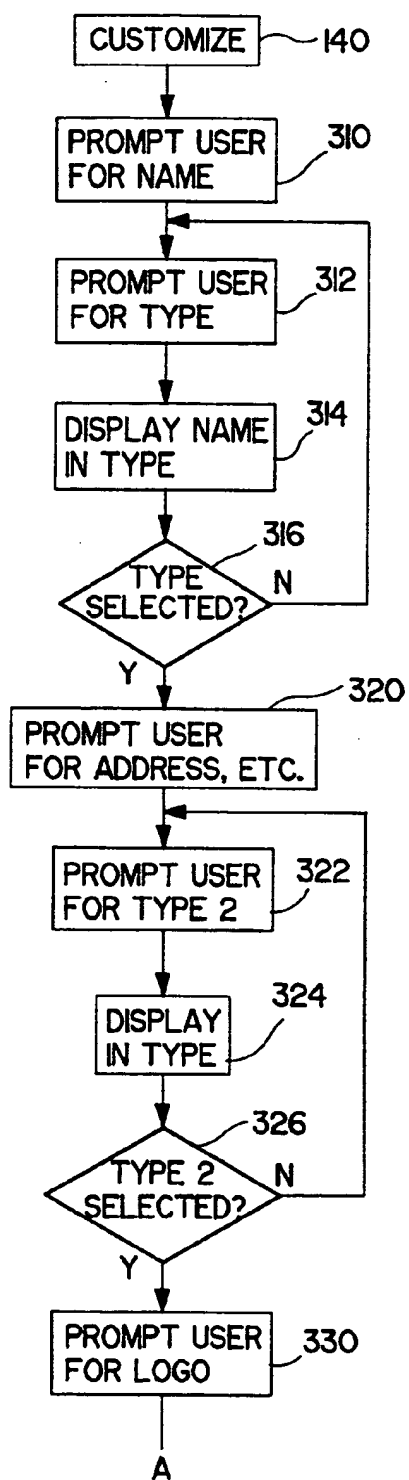 CUSTOMIZE
140
PROMPT USER
FOR NAME
310
PROMPT USER
FOR TYPE
312
DISPLAY NAME
IN TYPE
314
316
TYPE
SELECTED?
N
Y
320
PROMPT USER
FOR ADDRESS, ETC.
PROMPT USER
FOR TYPE 2
322
DISPLAY
IN TYPE
324
326
TYPE 2
SELECTED?
N
Y
PROMPT USER
FOR LOGO
330
A